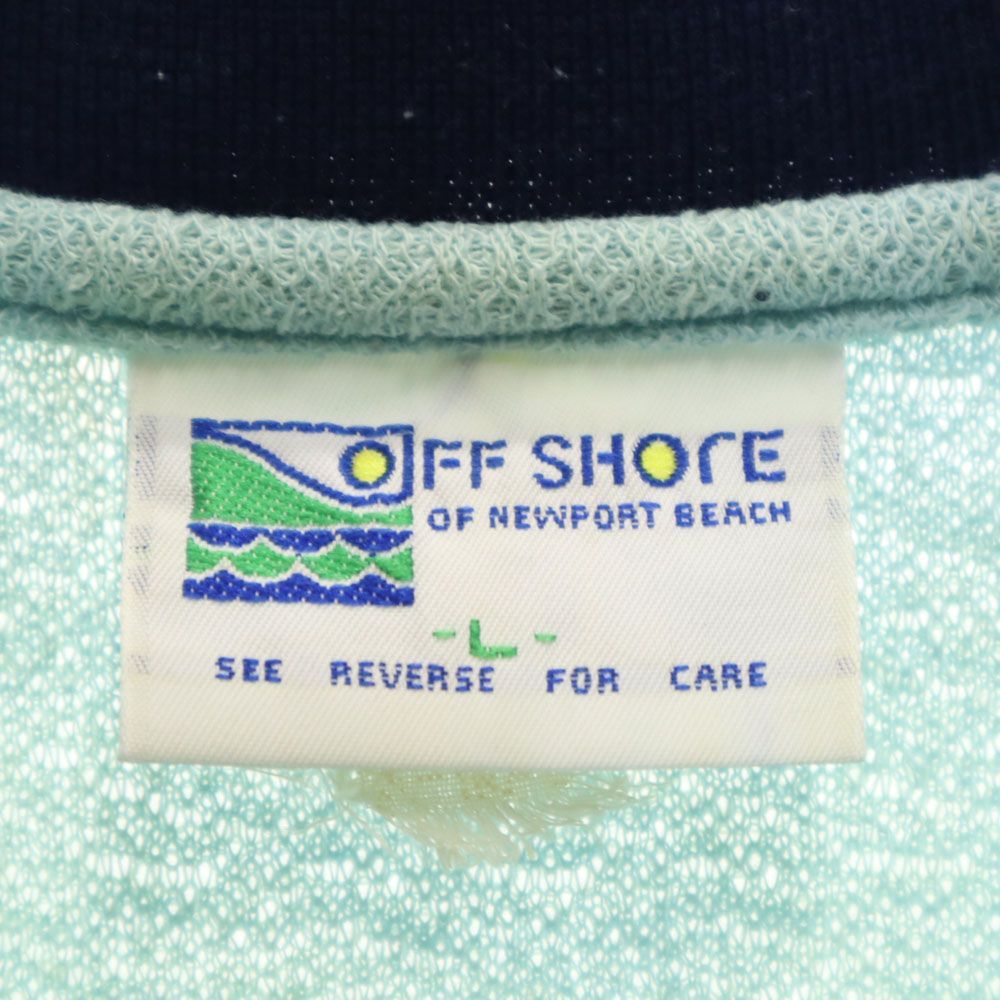 OFF SHORE
OF NEWPORT BEACH
- L -
SEE REVERSE FOR CARE